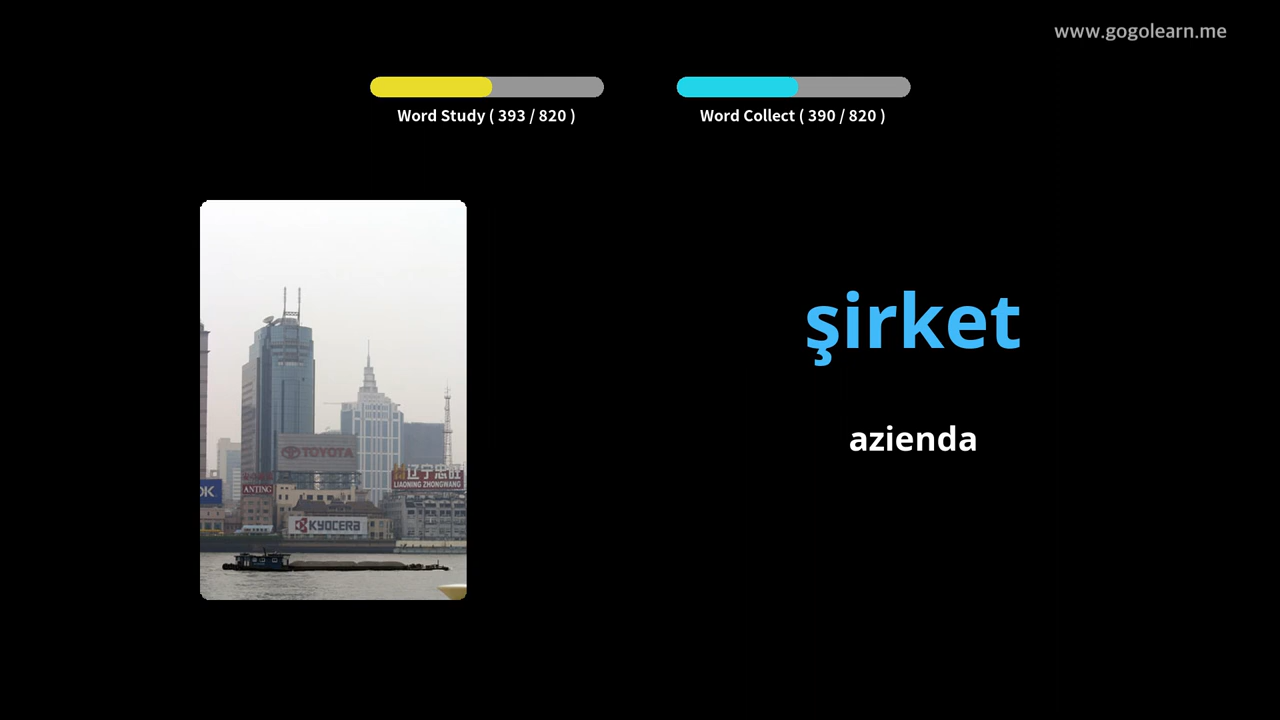 www.gogolearn.me
Word Study ( 393 / 820 )
Word Collect ( 390 / 820 )
şirket
azienda
TOYOTA
辽宁忠旺
LIAONING ZHONGWANG
OK
ANTING
KYOCERA